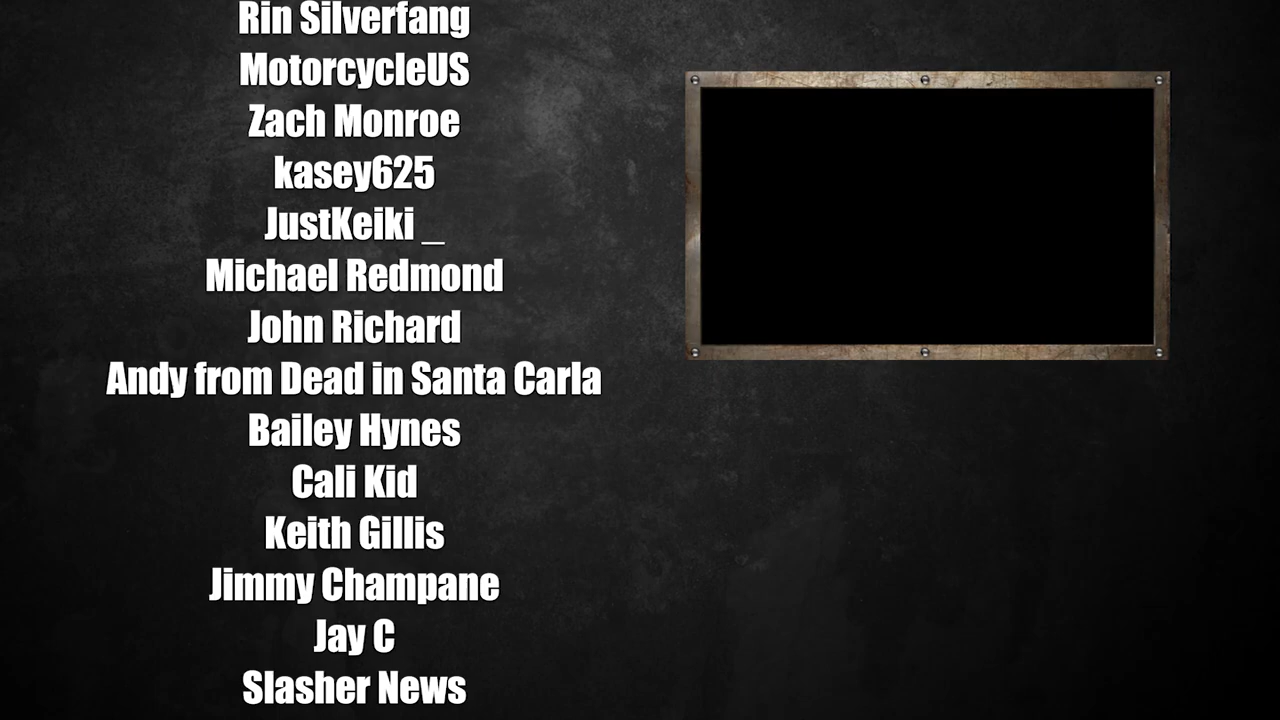 Rin Silverfang
MotorcycleUS
Zach Monroe
kasey625
JustKeiki _
Michael Redmond
John Richard
Andy from Dead in Santa Carla
Bailey Hynes
Cali Kid
Keith Gillis
Jimmy Champane
Jay C
Slasher News